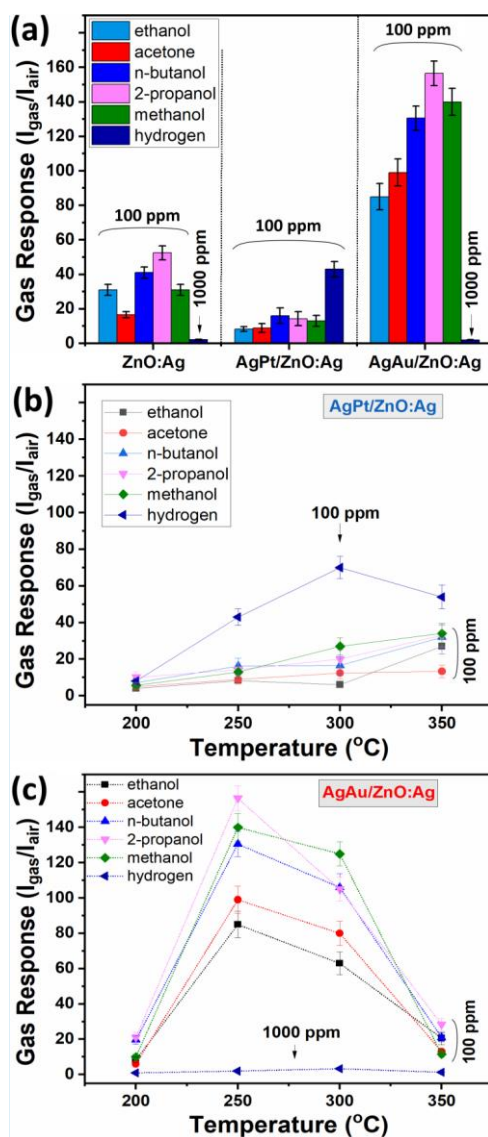 (a)
ethanol
acetone
n-butanol
2-propanol
methanol
hydrogen
100 ppm
100 ppm
100 ppm
1000 ppm
1000 ppm
Gas Response (Igas/Iair)
160
140
120
100
80
60
40
20
0
ZnO:Ag
AgPt/ZnO:Ag
AgAu/ZnO:Ag
(b)
ethanol
acetone
n-butanol
2-propanol
methanol
hydrogen
AgPt/ZnO:Ag
100 ppm
100 ppm
Gas Response (Igas/Iair)
160
140
120
100
80
60
40
20
0
200
250
300
350
Temperature (°C)
(c)
ethanol
acetone
n-butanol
2-propanol
methanol
hydrogen
AgAu/ZnO:Ag
1000 ppm
100 ppm
Gas Response (Igas/Iair)
140
120
100
80
60
40
20
0
200
250
300
350
Temperature (°C)